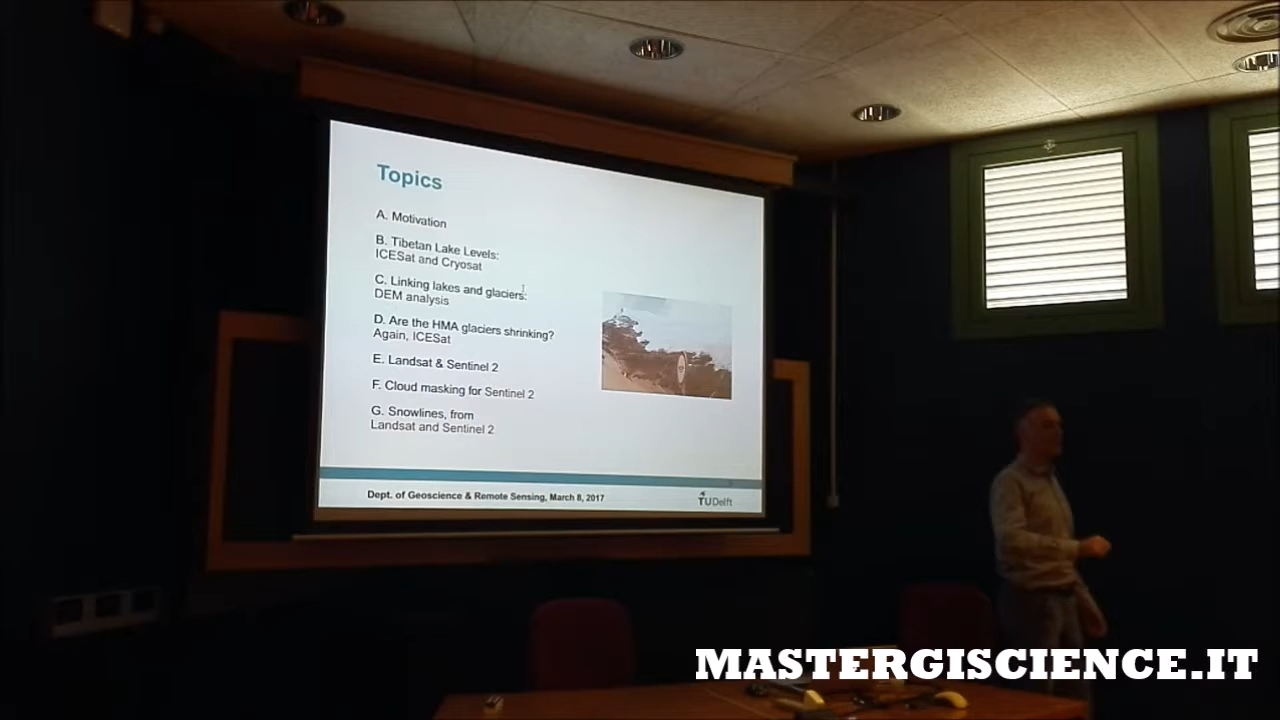 Topics
A. Motivation
B. Tibetan Lake Levels:
ICESat and Cryosat
C. Linking lakes and glaciers:
DEM analysis
D. Are the HMA glaciers shrinking?
Again, ICESat
E. Landsat & Sentinel 2
F. Cloud masking for Sentinel 2
G. Snowlines, from
Landsat and Sentinel 2
Dept. of Geoscience & Remote Sensing, March 8, 2017
TUDelft
MASTERGISCIENCE.IT